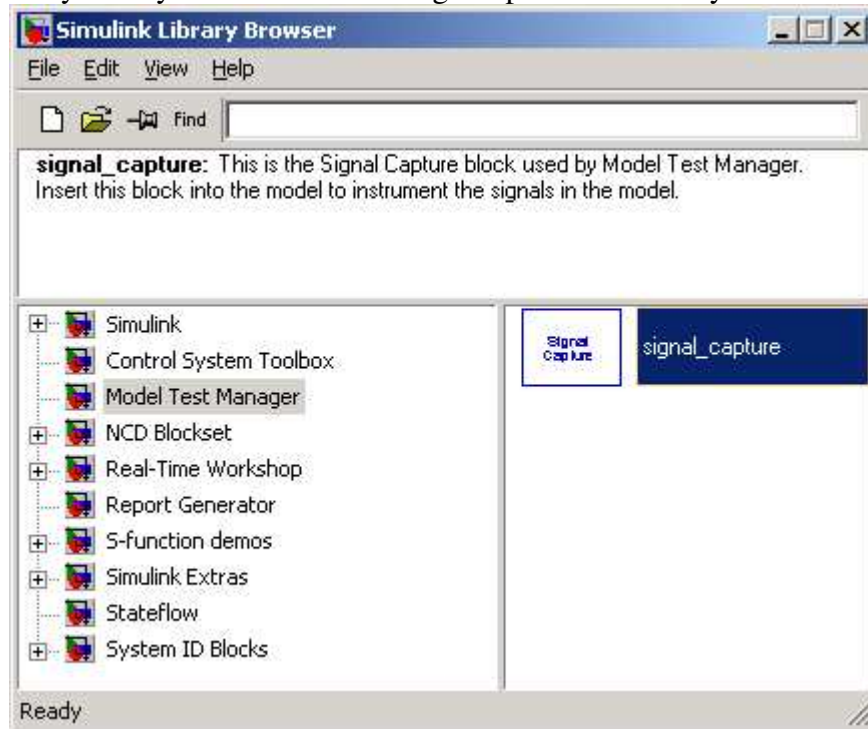 Simulink Library Browser
File Edit View Help
Find
signal_capture: This is the Signal Capture block used by Model Test Manager.
Insert this block into the model to instrument the signals in the model.
Simulink
Control System Toolbox
Model Test Manager
NCD Blockset
Real-Time Workshop
Report Generator
S-function demos
Simulink Extras
Stateflow
System ID Blocks
Signal
Capture
signal_capture
Ready